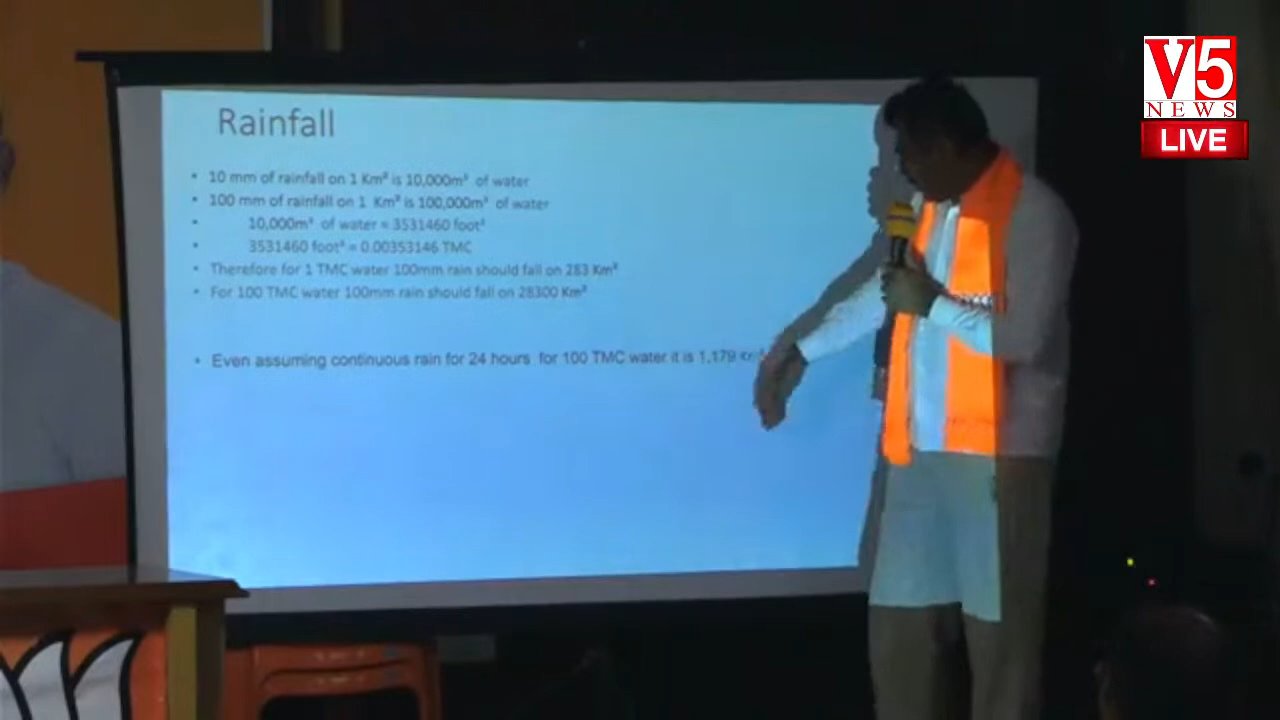 Rainfall
• 10 mm of rainfall on 1 Km² is 10,000m³ of water
• 100 mm of rainfall on 1 Km² is 100,000m³ of water
• 10,000m³ of water = 3531460 foot³
• 3531460 foot³ = 0.00353146 TMC
• Therefore for 1 TMC water 100mm rain should fall on 283 Km²
• For 100 TMC water 100mm rain should fall on 28300 Km²
• Even assuming continuous rain for 24 hours for 100 TMC water it is 1,179
V5
NEWS
LIVE